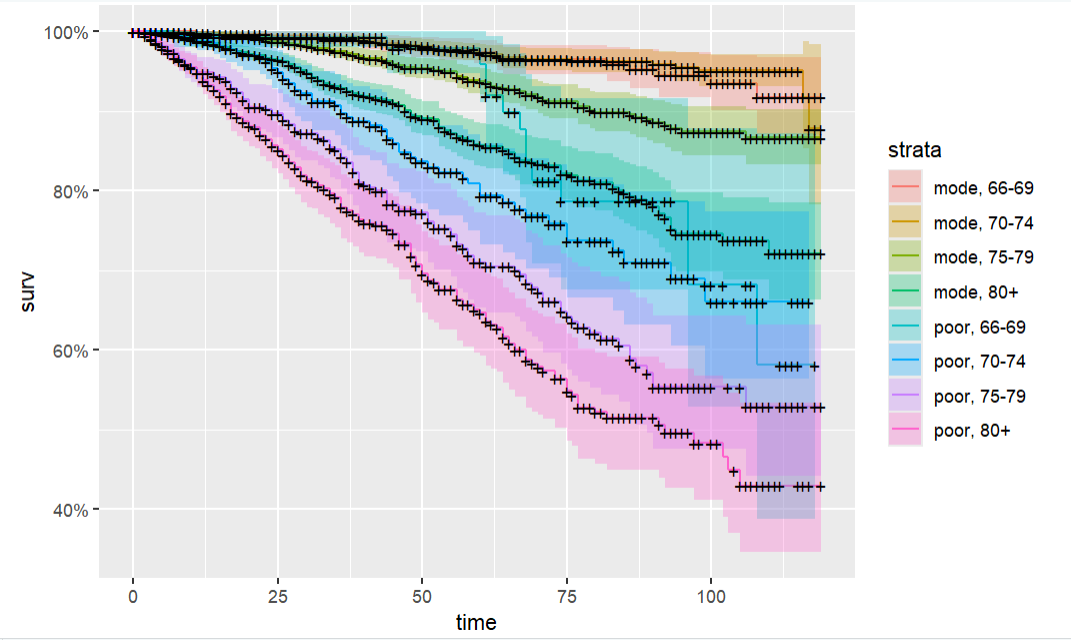 100%
80%
60%
40%
surv
0 25 50 75 100
time
strata
mode, 66-69
mode, 70-74
mode, 75-79
mode, 80+
poor, 66-69
poor, 70-74
poor, 75-79
poor, 80+